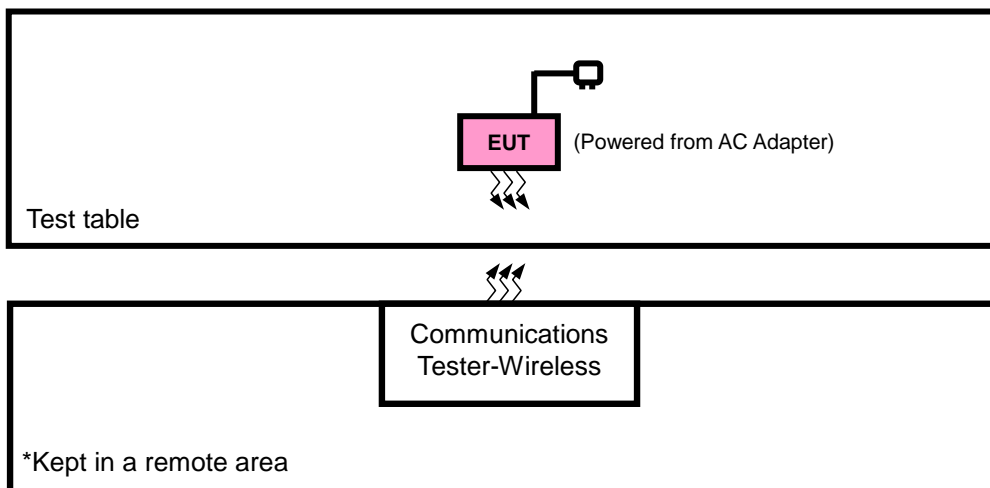 EUT
(Powered from AC Adapter)
Test table
Communications
Tester-Wireless
*Kept in a remote area